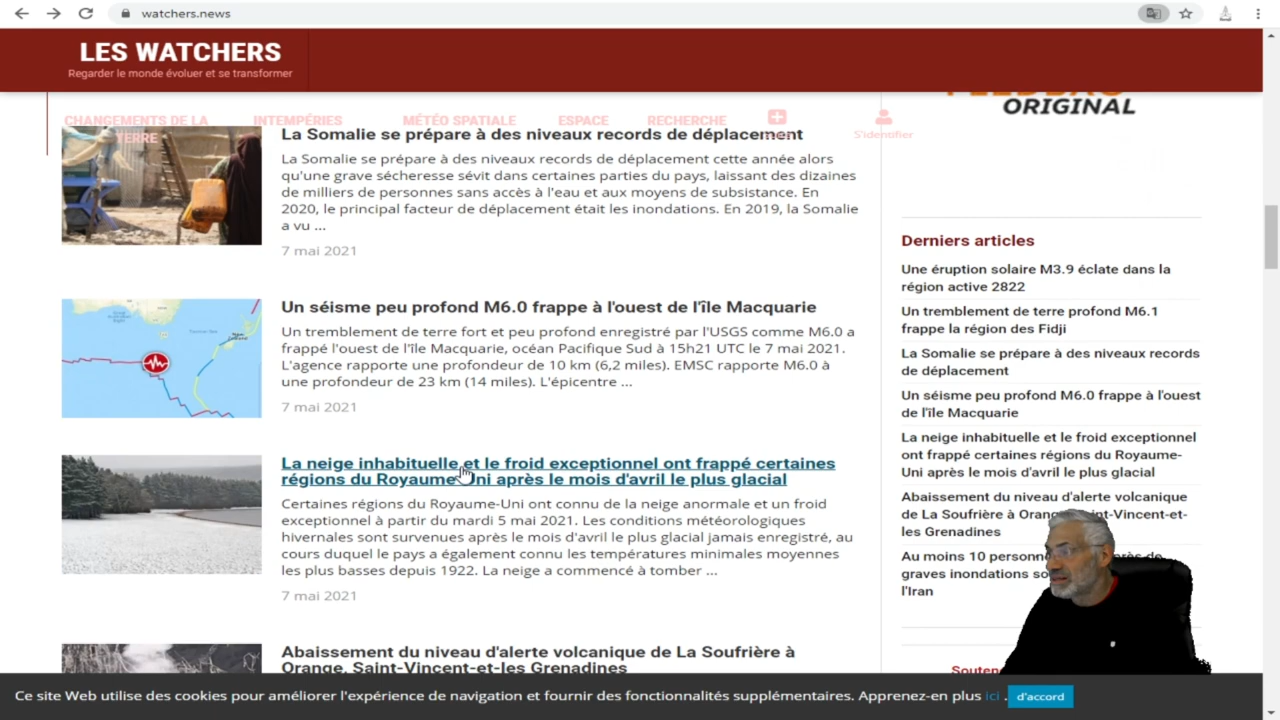 watchers.news
LES WATCHERS
Regarder le monde évoluer et se transformer
CHANGEMENTS DE LA
TERRE
INTEMPÉRIES
MÉTÉO SPATIALE
ESPACE
RECHERCHE
S'identifier
La Somalie se prépare à des niveaux records de déplacement
La Somalie se prépare à des niveaux records de déplacement cette année alors
qu'une grave sécheresse sévit dans certaines parties du pays, laissant des dizaines
de milliers de personnes sans accès à l'eau et aux moyens de subsistance. En
2020, le principal facteur de déplacement était les inondations. En 2019, la Somalie
a vu ...
7 mai 2021
Un séisme peu profond M6.0 frappe à l'ouest de l'île Macquarie
Un tremblement de terre fort et peu profond enregistré par l'USGS comme M6.0 a
frappé l'ouest de l'île Macquarie, océan Pacifique Sud à 15h21 UTC le 7 mai 2021.
L'agence rapporte une profondeur de 10 km (6,2 miles). EMSC rapporte M6.0 à
une profondeur de 23 km (14 miles). L'épicentre ...
7 mai 2021
La neige inhabituelle et le froid exceptionnel ont frappé certaines
régions du Royaume-Uni après le mois d'avril le plus glacial
Certaines régions du Royaume-Uni ont connu de la neige anormale et un froid
exceptionnel à partir du mardi 5 mai 2021. Les conditions météorologiques
hivernales sont survenues après le mois d'avril le plus glacial jamais enregistré, au
cours duquel le pays a également connu les températures minimales moyennes
les plus basses depuis 1922. La neige a commencé à tomber ...
7 mai 2021
Abaissement du niveau d'alerte volcanique de La Soufrière à
Orange, Saint-Vincent-et-les Grenadines
ORIGINAL
Derniers articles
Une éruption solaire M3.9 éclate dans la
région active 2822
Un tremblement de terre profond M6.1
frappe la région des Fidji
La Somalie se prépare à des niveaux records
de déplacement
Un séisme peu profond M6.0 frappe à l'ouest
de l'île Macquarie
La neige inhabituelle et le froid exceptionnel
ont frappé certaines régions du Royaume-
Uni après le mois d'avril le plus glacial
Abaissement du niveau d'alerte volcanique
de La Soufrière à Orange, Saint-Vincent-et-
les Grenadines
Au moins 10 personnes après de
graves inondations
l'Iran
Ce site Web utilise des cookies pour améliorer l'expérience de navigation et fournir des fonctionnalités supplémentaires. Apprenez-en plus ici . d'accord